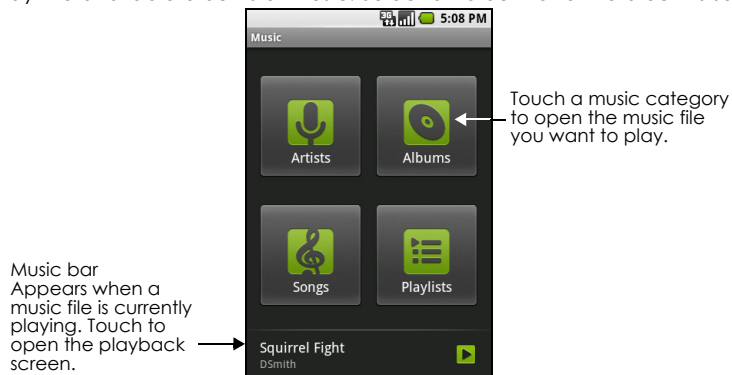 3G 5:08 PM
Music
Artists
Albums
Touch a music category
to open the music file
you want to play.
Songs
Playlists
Music bar
Appears when a
music file is currently
playing. Touch to
open the playback
screen.
Squirrel Fight
DSmith